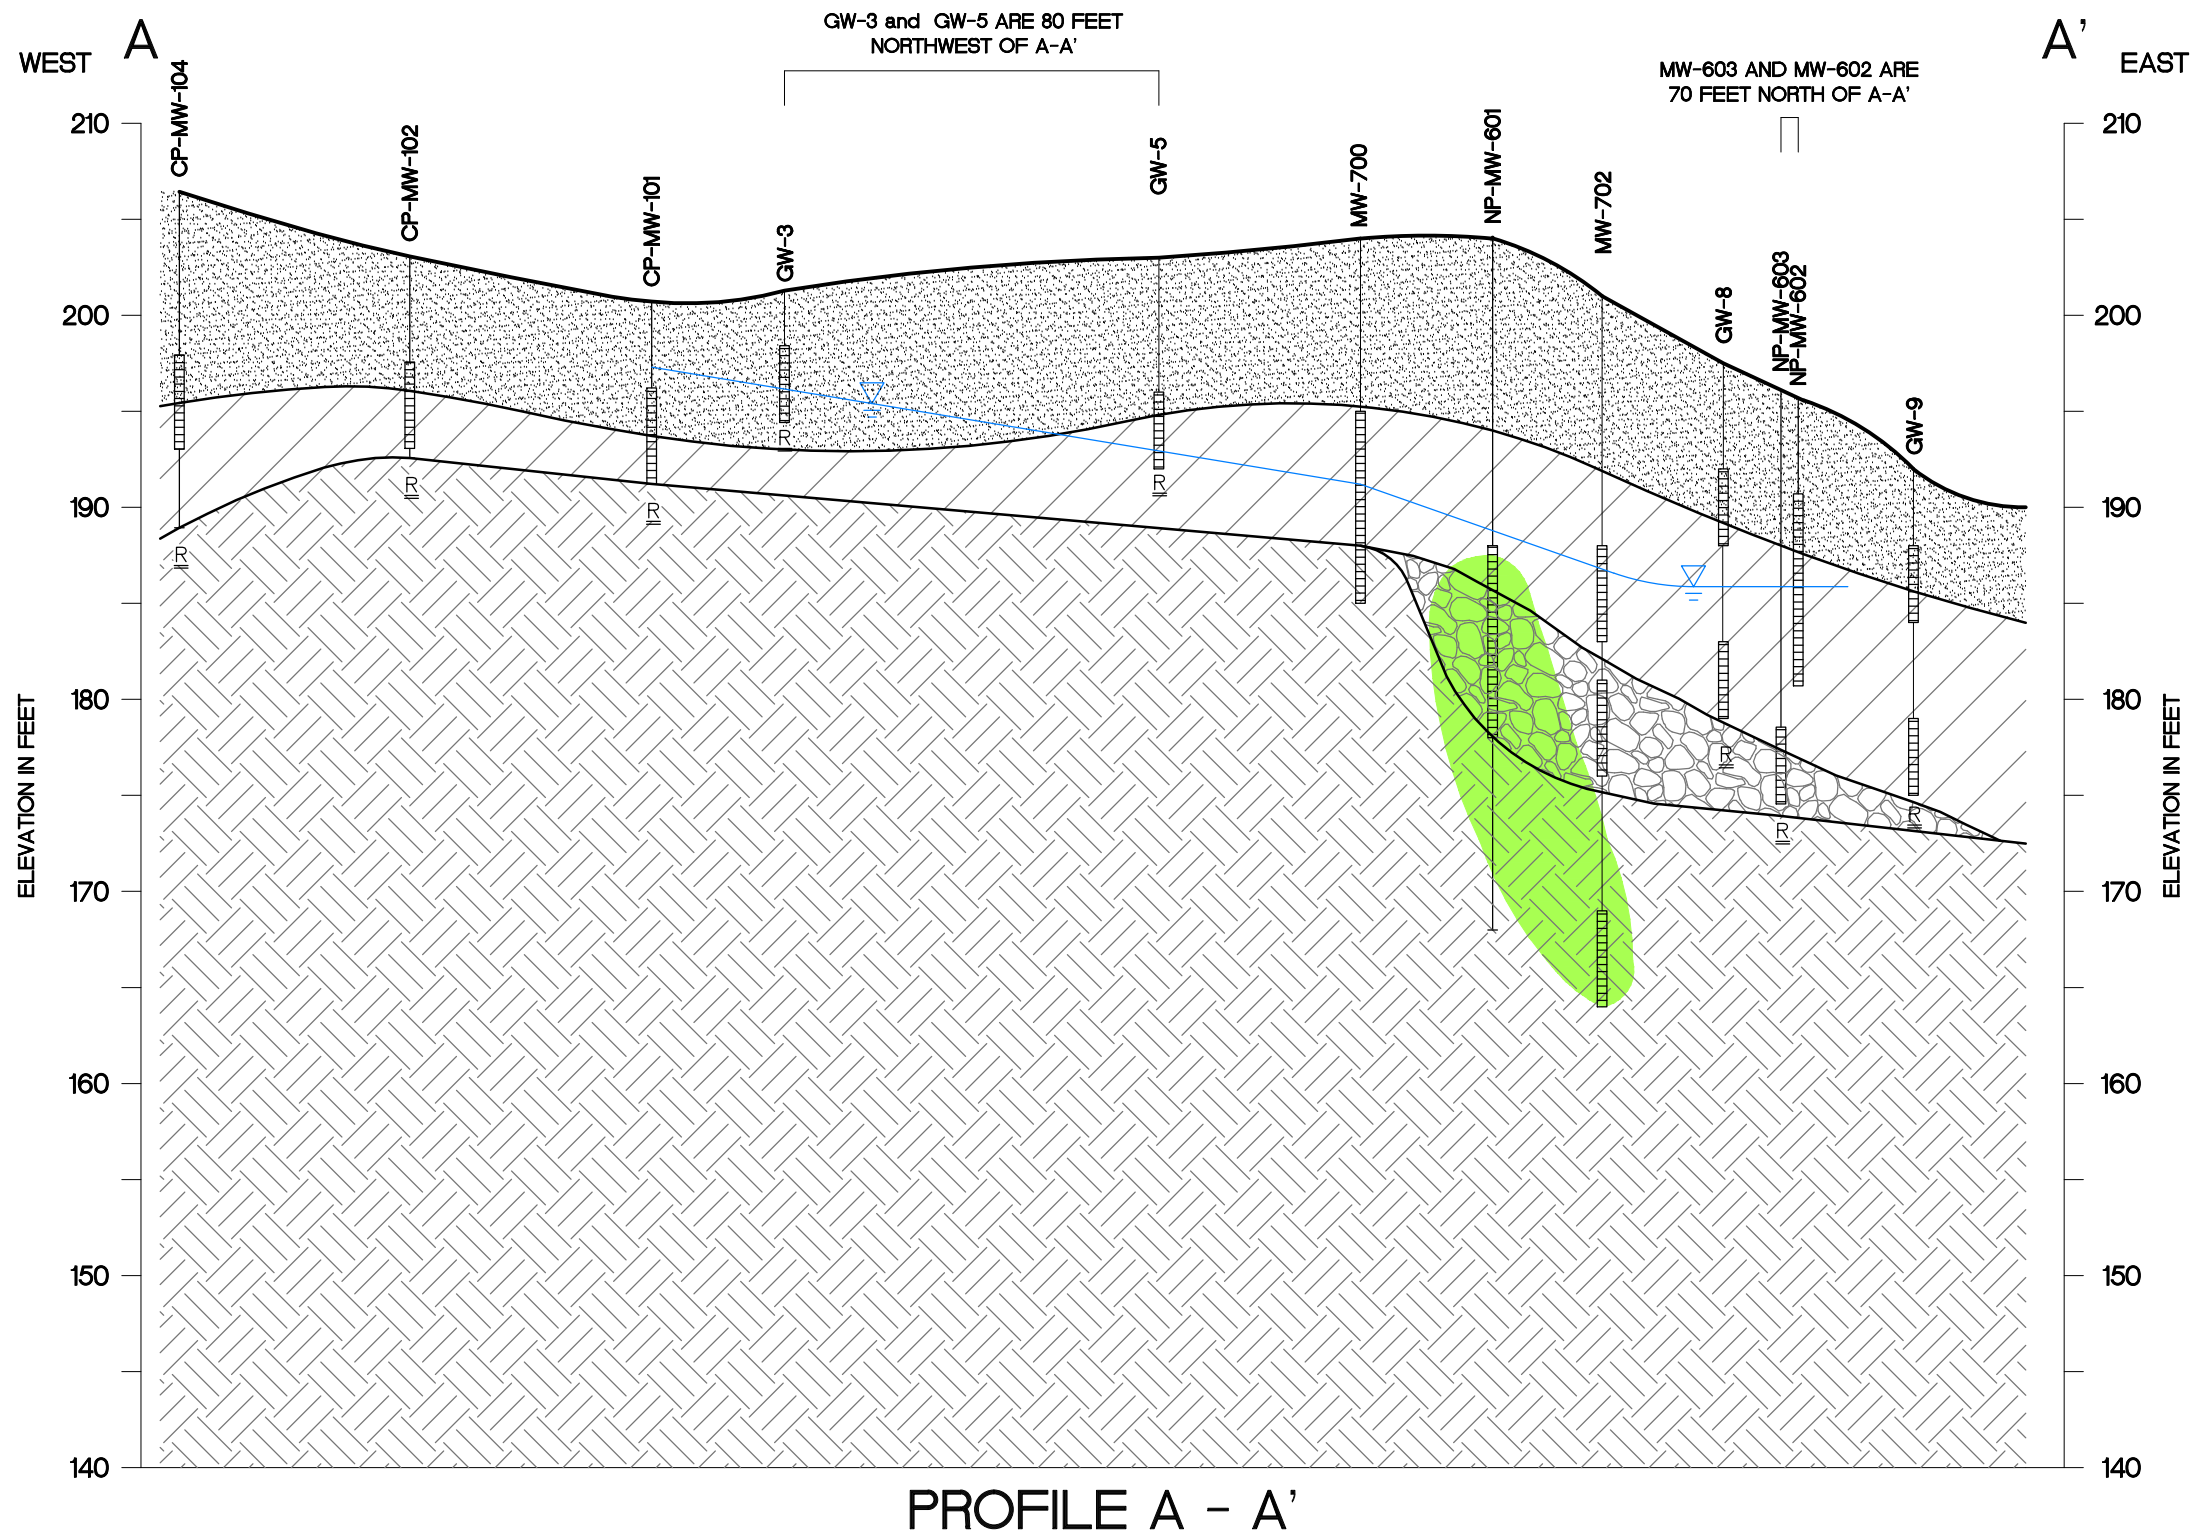 GW-3 and GW-5 ARE 80 FEET
NORTHWEST OF A-A'
WEST
A
A'
EAST
MW-603 AND MW-602 ARE
70 FEET NORTH OF A-A'
CP-MW-104
CP-MW-102
CP-MW-101
GW-3
GW-5
MW-700
NP-MW-601
MW-702
GW-8
NP-MW-603
NP-MW-602
GW-9
210
200
190
180
170
160
150
140
210
200
190
180
170
160
150
140
ELEVATION IN FEET
ELEVATION IN FEET
R
R
R
R
R
R
R
R
PROFILE A - A'